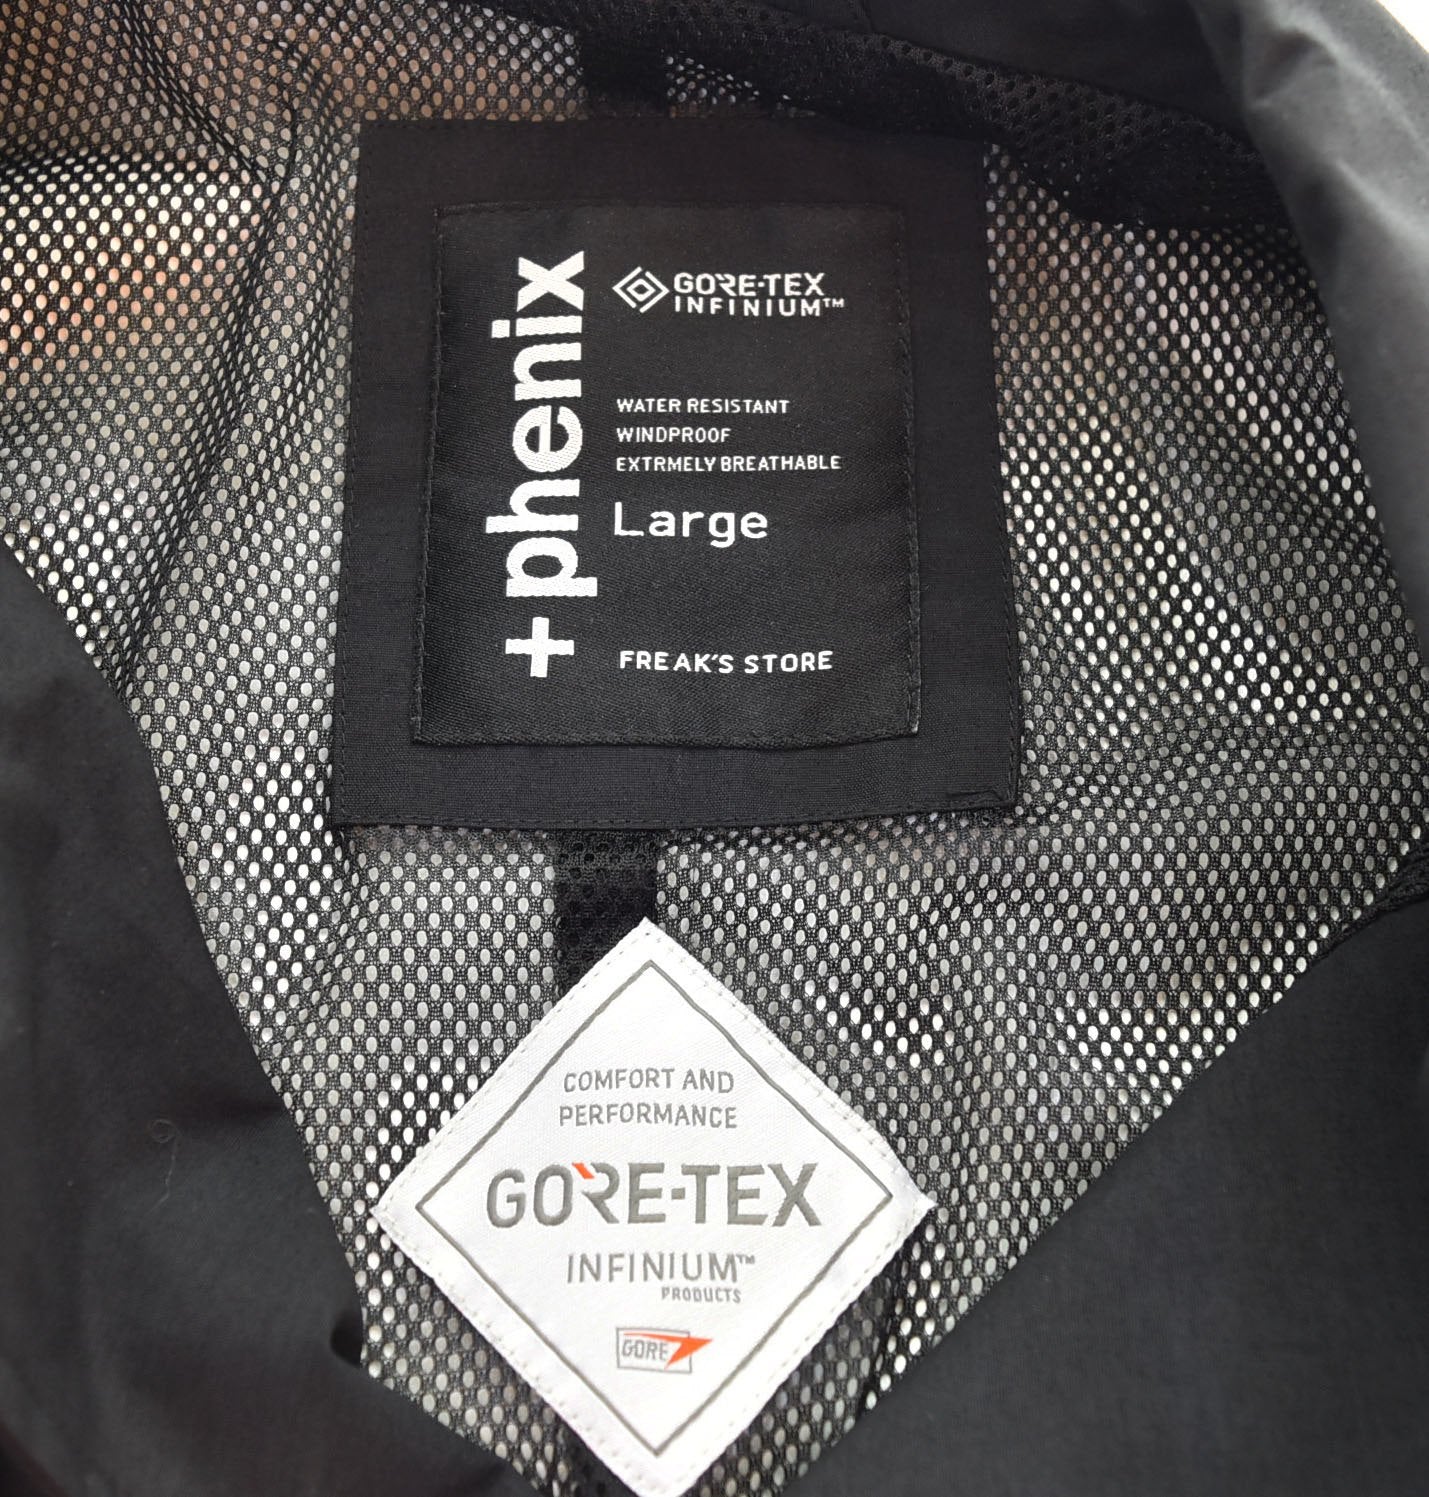 +phenix
GORE-TEX
INFINIUM™
WATER RESISTANT
WINDPROOF
EXTRMELY BREATHABLE
Large
FREAK'S STORE
COMFORT AND
PERFORMANCE
GORE-TEX
INFINIUM™
PRODUCTS
GORE